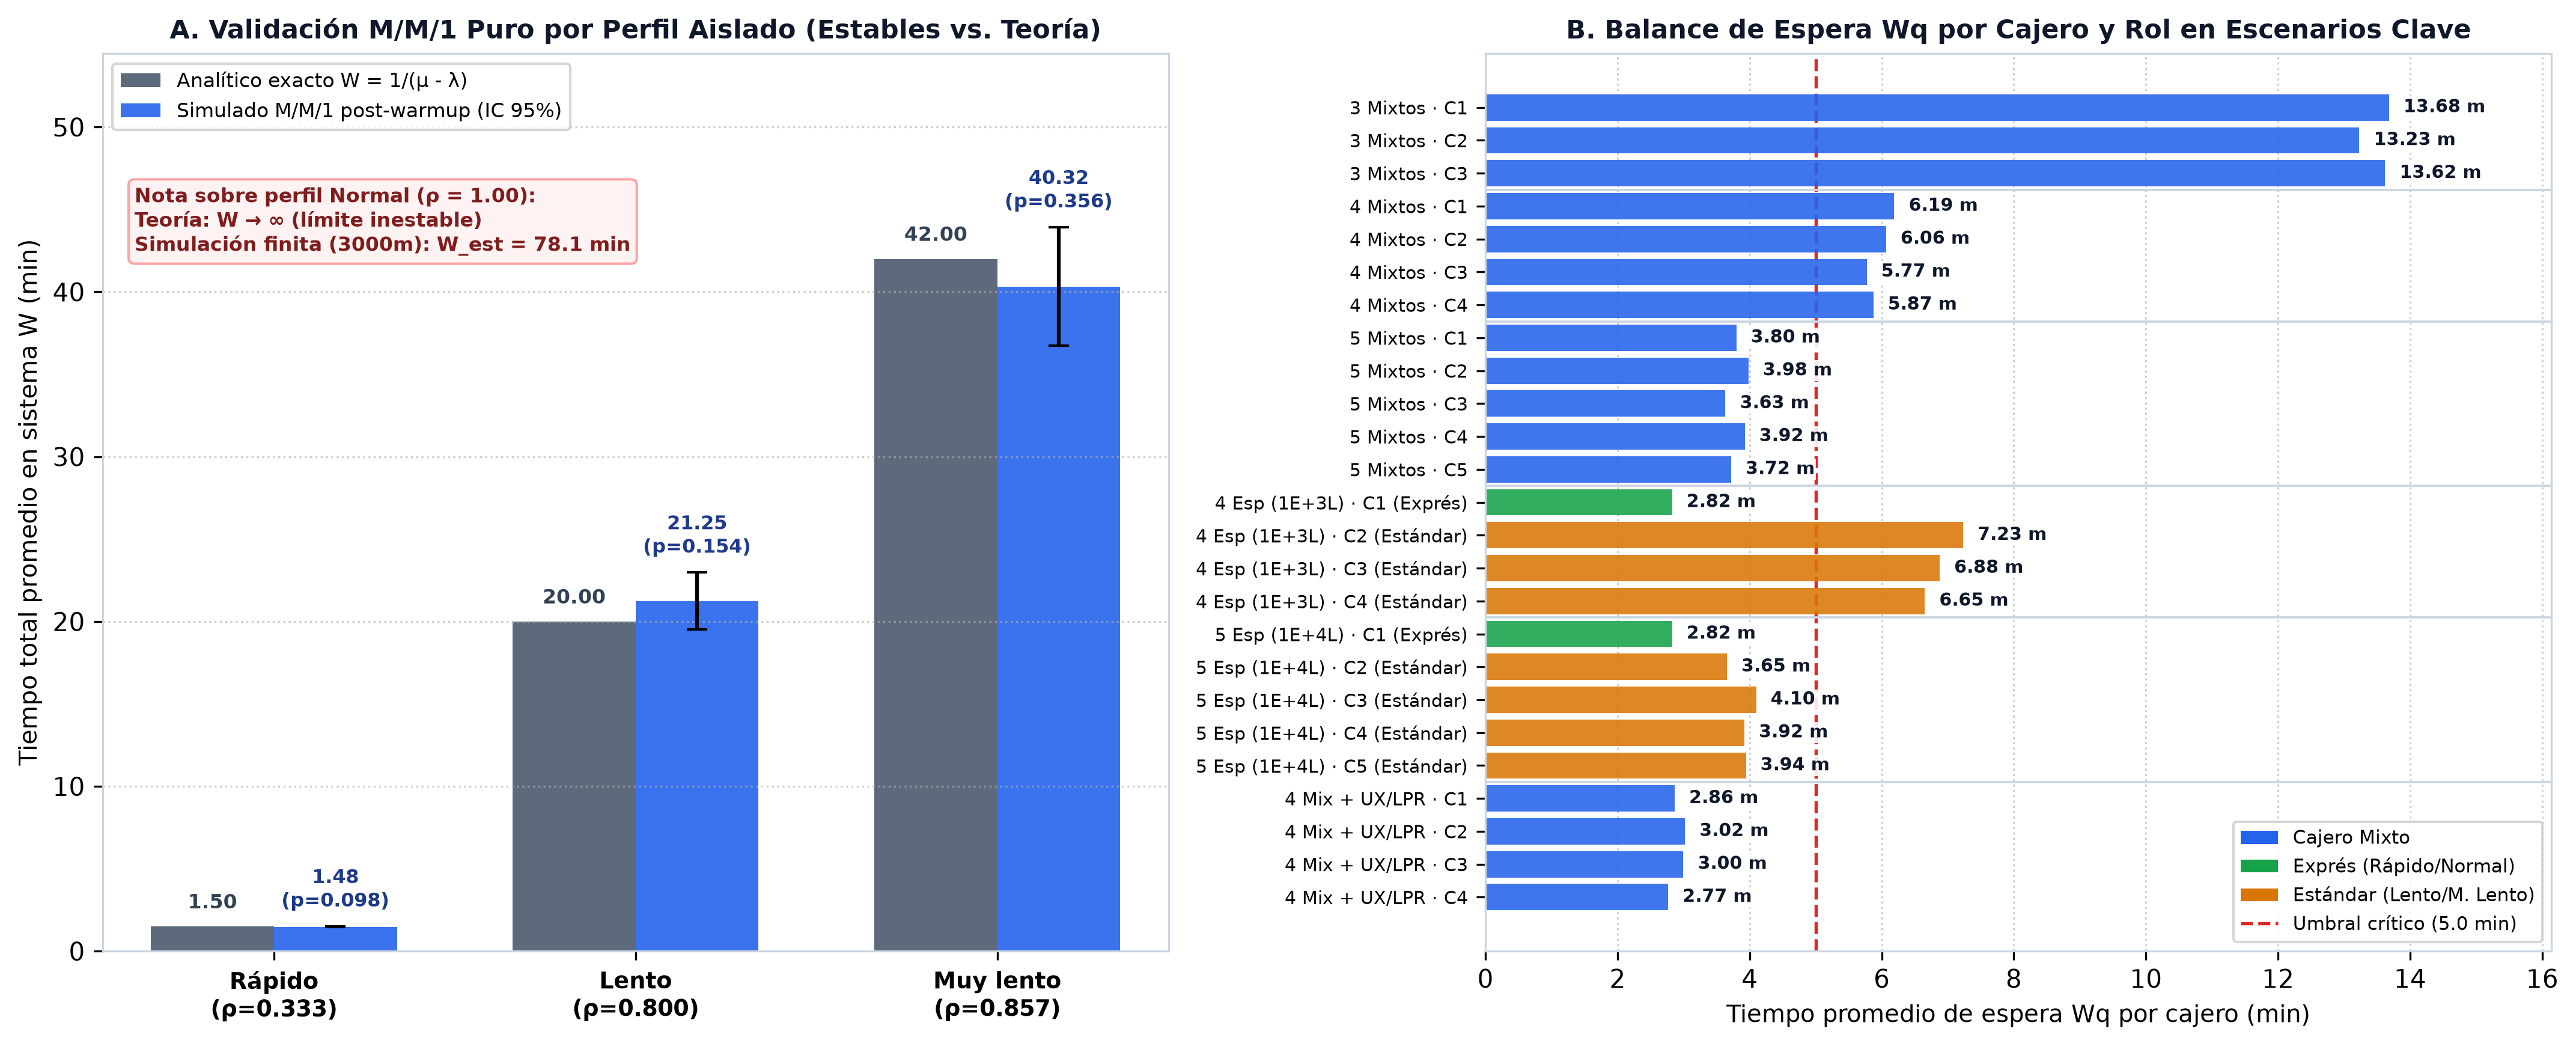 A. Validación M/M/1 Puro por Perfil Aislado (Estables vs. Teoría)
Analítico exacto W = 1/(μ - λ)
Simulado M/M/1 post-warmup (IC 95%)
Nota sobre perfil Normal (ρ = 1.00):
Teoría: W → ∞ (límite inestable)
Simulación finita (3000m): W_est = 78.1 min
Tiempo total promedio en sistema W (min)
50
40
30
20
10
0
1.50
1.48
(p=0.098)
20.00
21.25
(p=0.154)
42.00
40.32
(p=0.356)
Rápido
(ρ=0.333)
Lento
(ρ=0.800)
Muy lento
(ρ=0.857)
B. Balance de Espera Wq por Cajero y Rol en Escenarios Clave
3 Mixtos · C1 13.68 m
3 Mixtos · C2 13.23 m
3 Mixtos · C3 13.62 m
4 Mixtos · C1 6.19 m
4 Mixtos · C2 6.06 m
4 Mixtos · C3 5.77 m
4 Mixtos · C4 5.87 m
5 Mixtos · C1 3.80 m
5 Mixtos · C2 3.98 m
5 Mixtos · C3 3.63 m
5 Mixtos · C4 3.92 m
5 Mixtos · C5 3.72 m
4 Esp (1E+3L) · C1 (Exprés) 2.82 m
4 Esp (1E+3L) · C2 (Estándar) 7.23 m
4 Esp (1E+3L) · C3 (Estándar) 6.88 m
4 Esp (1E+3L) · C4 (Estándar) 6.65 m
5 Esp (1E+4L) · C1 (Exprés) 2.82 m
5 Esp (1E+4L) · C2 (Estándar) 3.65 m
5 Esp (1E+4L) · C3 (Estándar) 4.10 m
5 Esp (1E+4L) · C4 (Estándar) 3.92 m
5 Esp (1E+4L) · C5 (Estándar) 3.94 m
4 Mix + UX/LPR · C1 2.86 m
4 Mix + UX/LPR · C2 3.02 m
4 Mix + UX/LPR · C3 3.00 m
4 Mix + UX/LPR · C4 2.77 m
Cajero Mixto
Exprés (Rápido/Normal)
Estándar (Lento/M. Lento)
Umbral crítico (5.0 min)
0 2 4 6 8 10 12 14 16
Tiempo promedio de espera Wq por cajero (min)